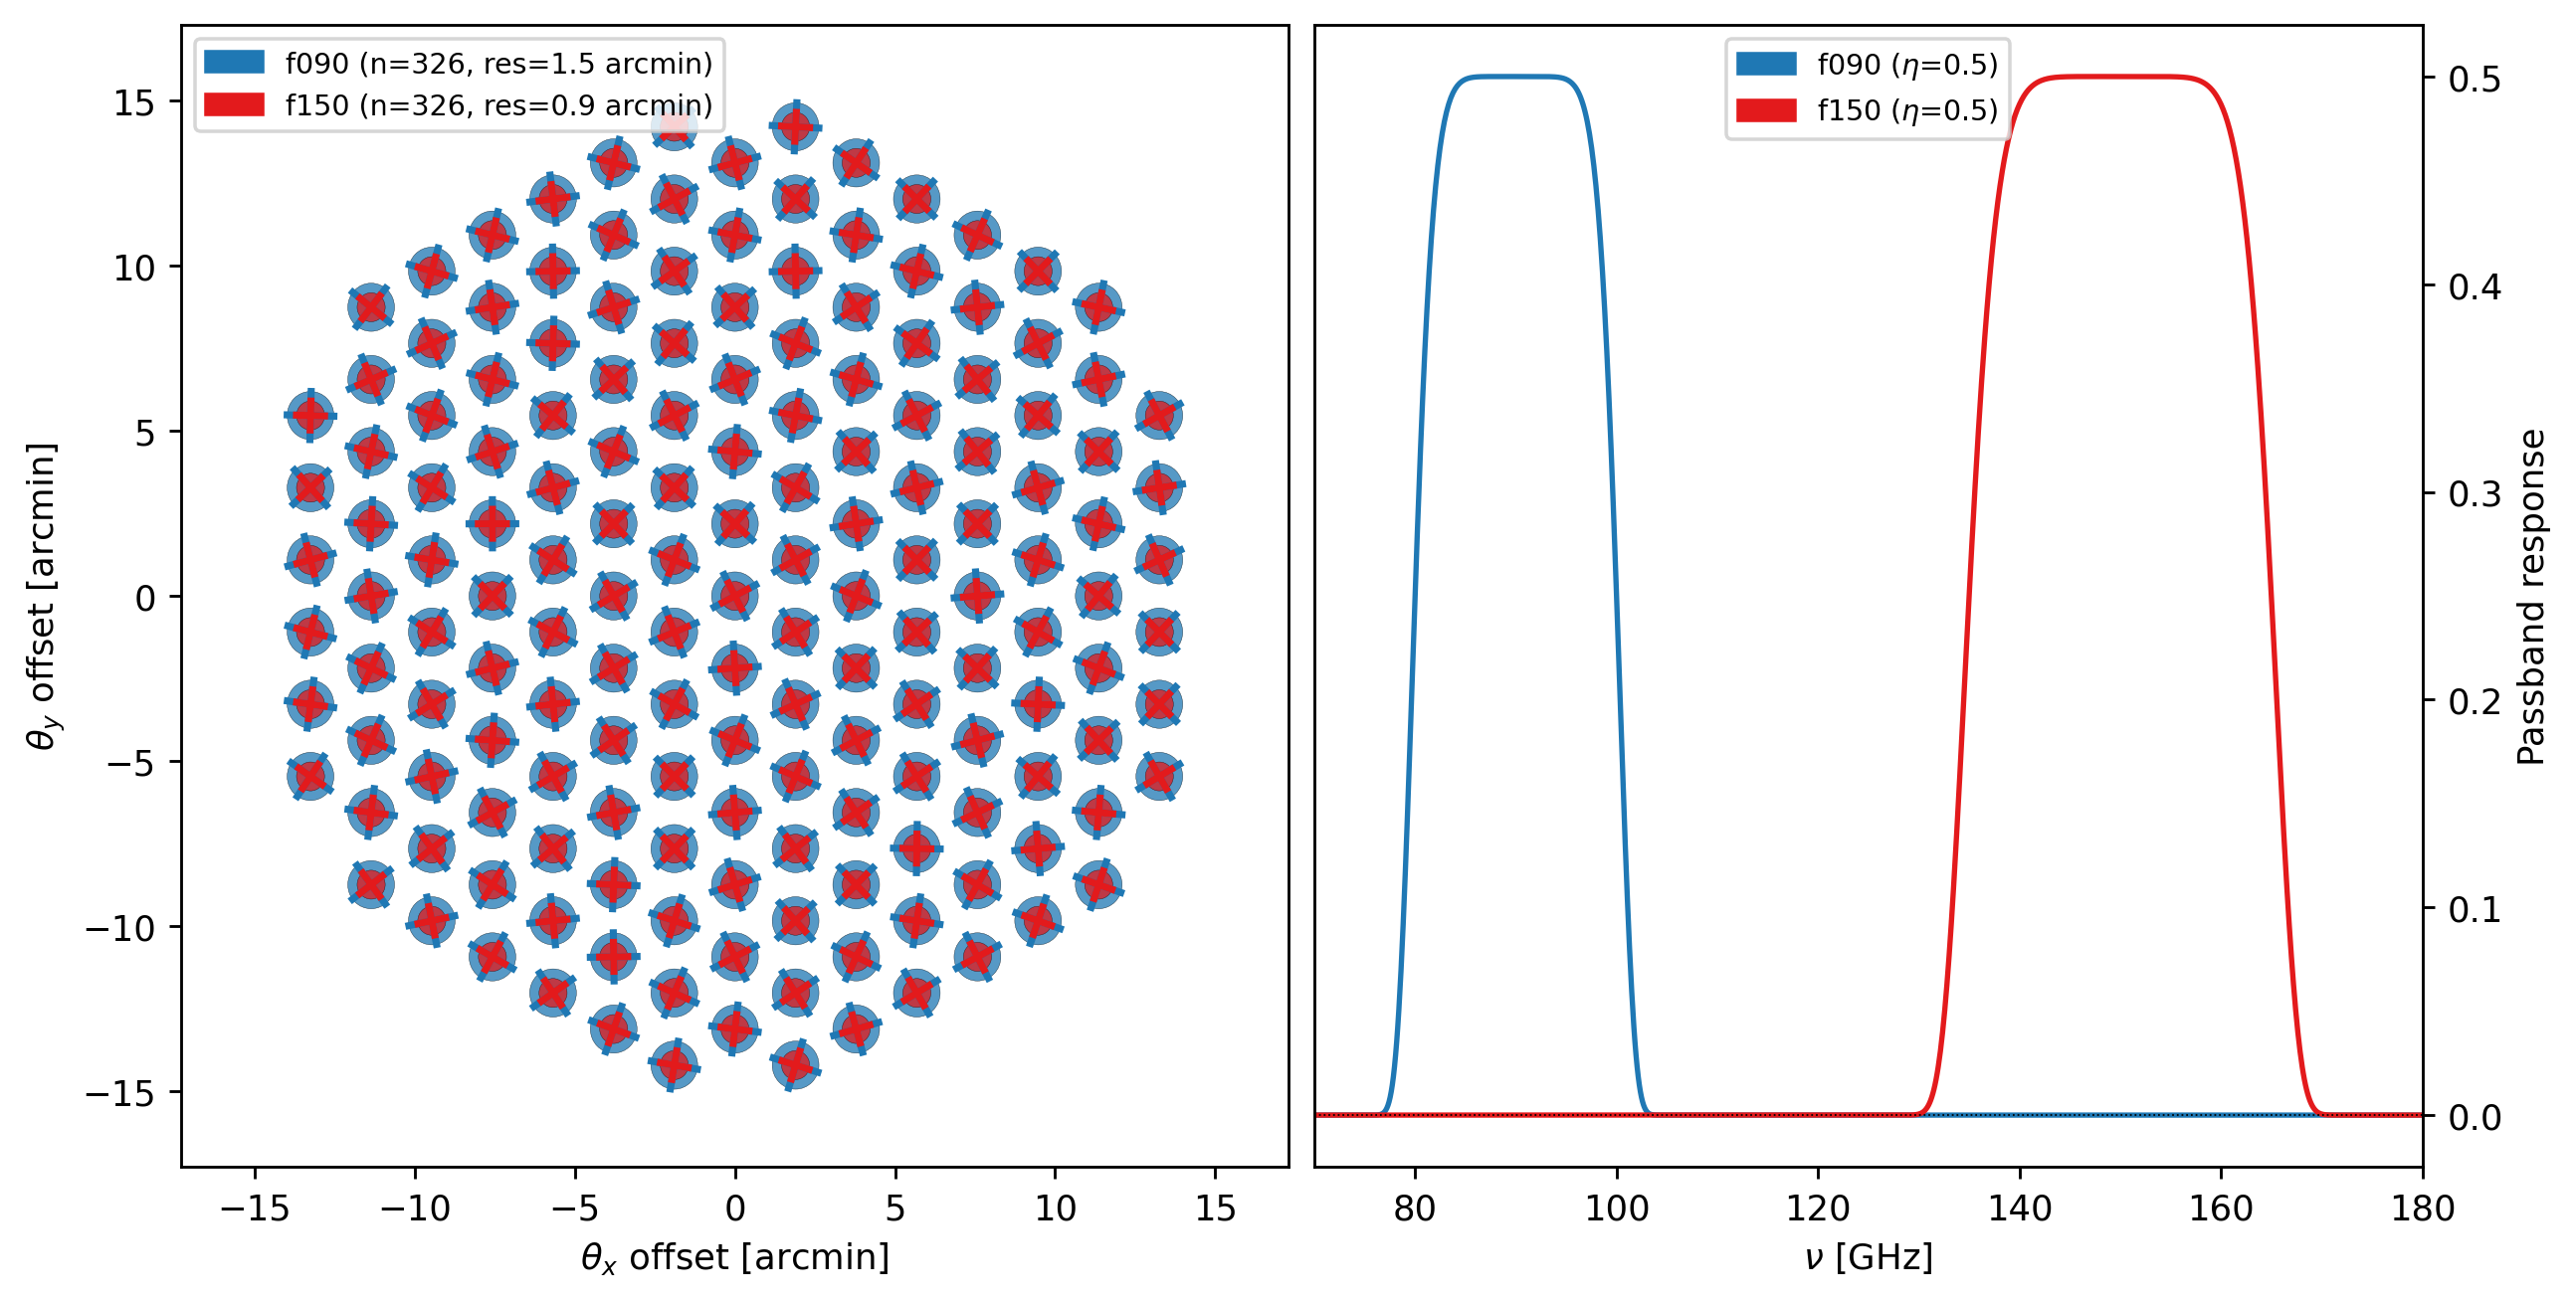 f090 (n=326, res=1.5 arcmin)
f150 (n=326, res=0.9 arcmin)
15
10
5
0
−5
−10
−15
θy offset [arcmin]
−15 −10 −5 0 5 10 15
θx offset [arcmin]
f090 (η=0.5)
f150 (η=0.5)
0.5
0.4
0.3
0.2
0.1
0.0
Passband response
80 100 120 140 160 180
ν [GHz]